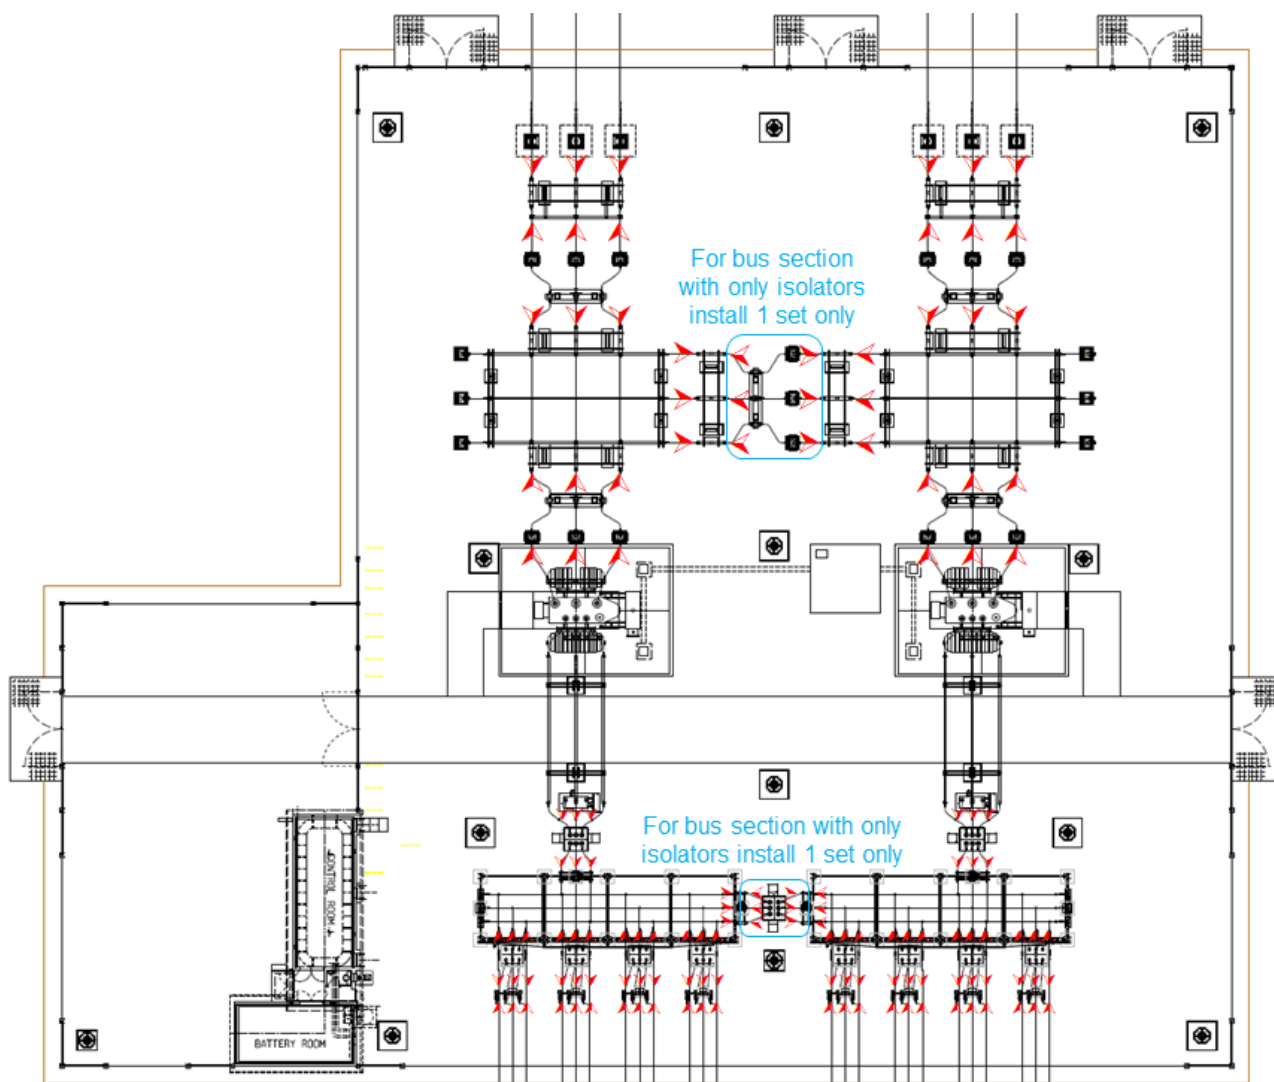 For bus section
with only isolators
install 1 set only
For bus section with only
isolators install 1 set only
CONTROL ROOM
BATTERY ROOM